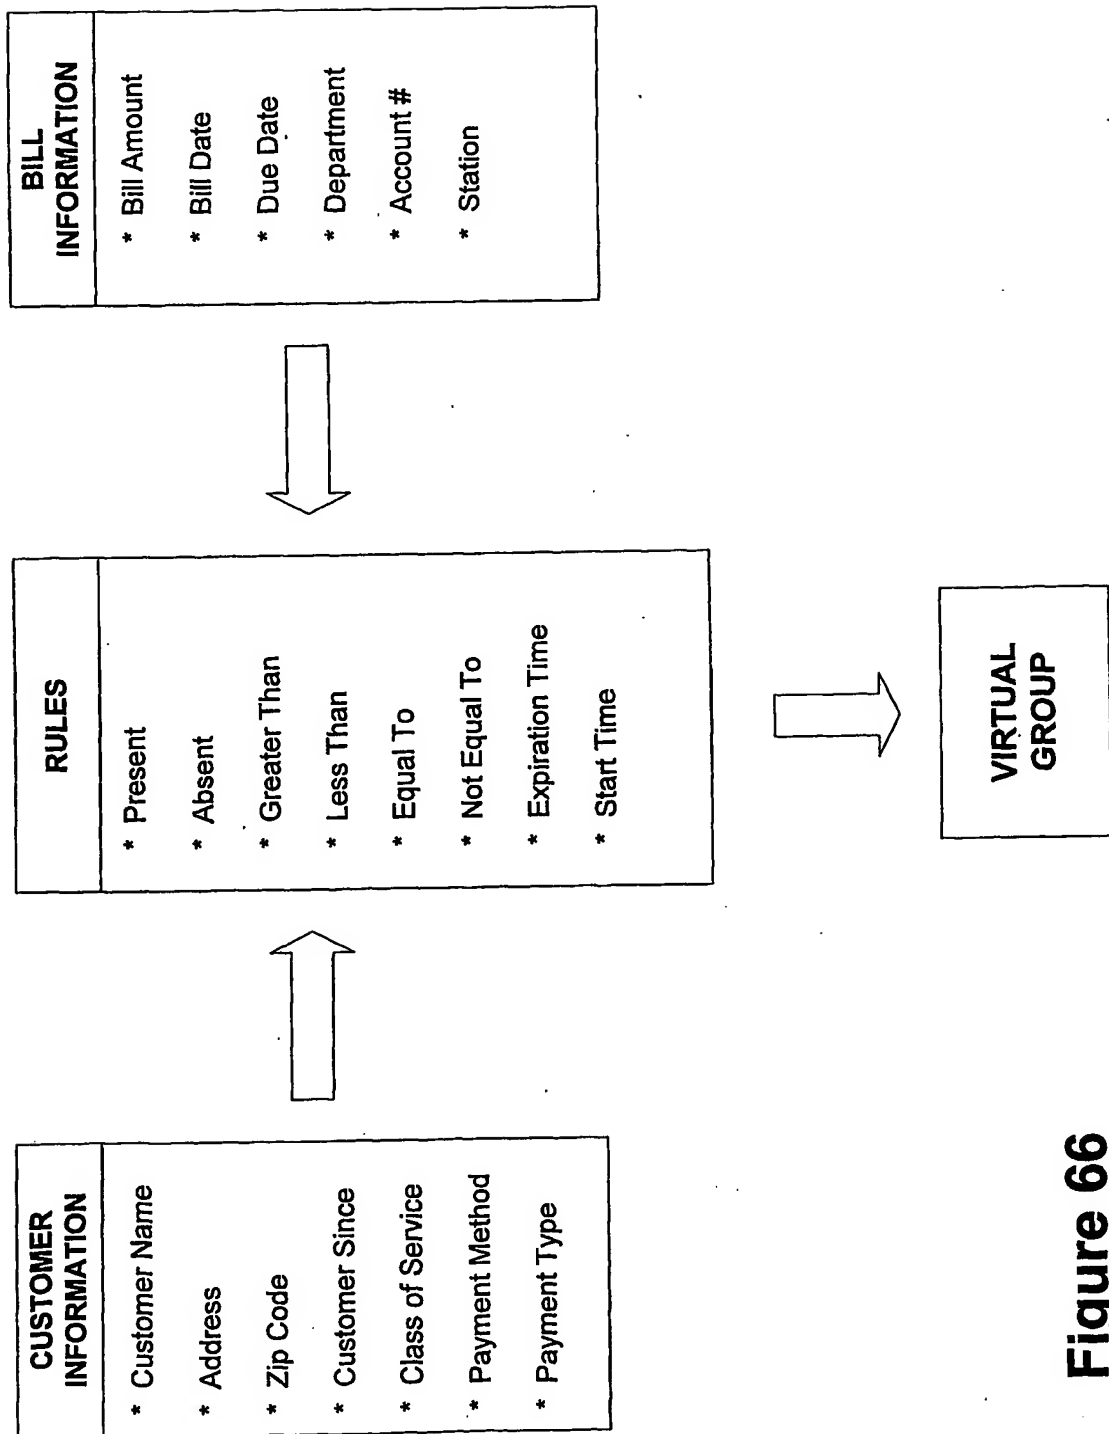 CUSTOMER
INFORMATION
* Customer Name
* Address
* Zip Code
* Customer Since
* Class of Service
* Payment Method
* Payment Type
RULES
* Present
* Absent
* Greater Than
* Less Than
* Equal To
* Not Equal To
* Expiration Time
* Start Time
BILL
INFORMATION
* Bill Amount
* Bill Date
* Due Date
* Department
* Account #
* Station
VIRTUAL
GROUP
Figure 66